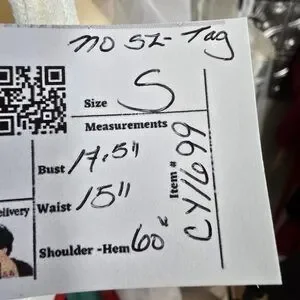 NO SZ- Tag
Size S
Measurements
Bust 17.5"
Waist 15"
Shoulder -Hem 60"
Item # CY1699
elivery